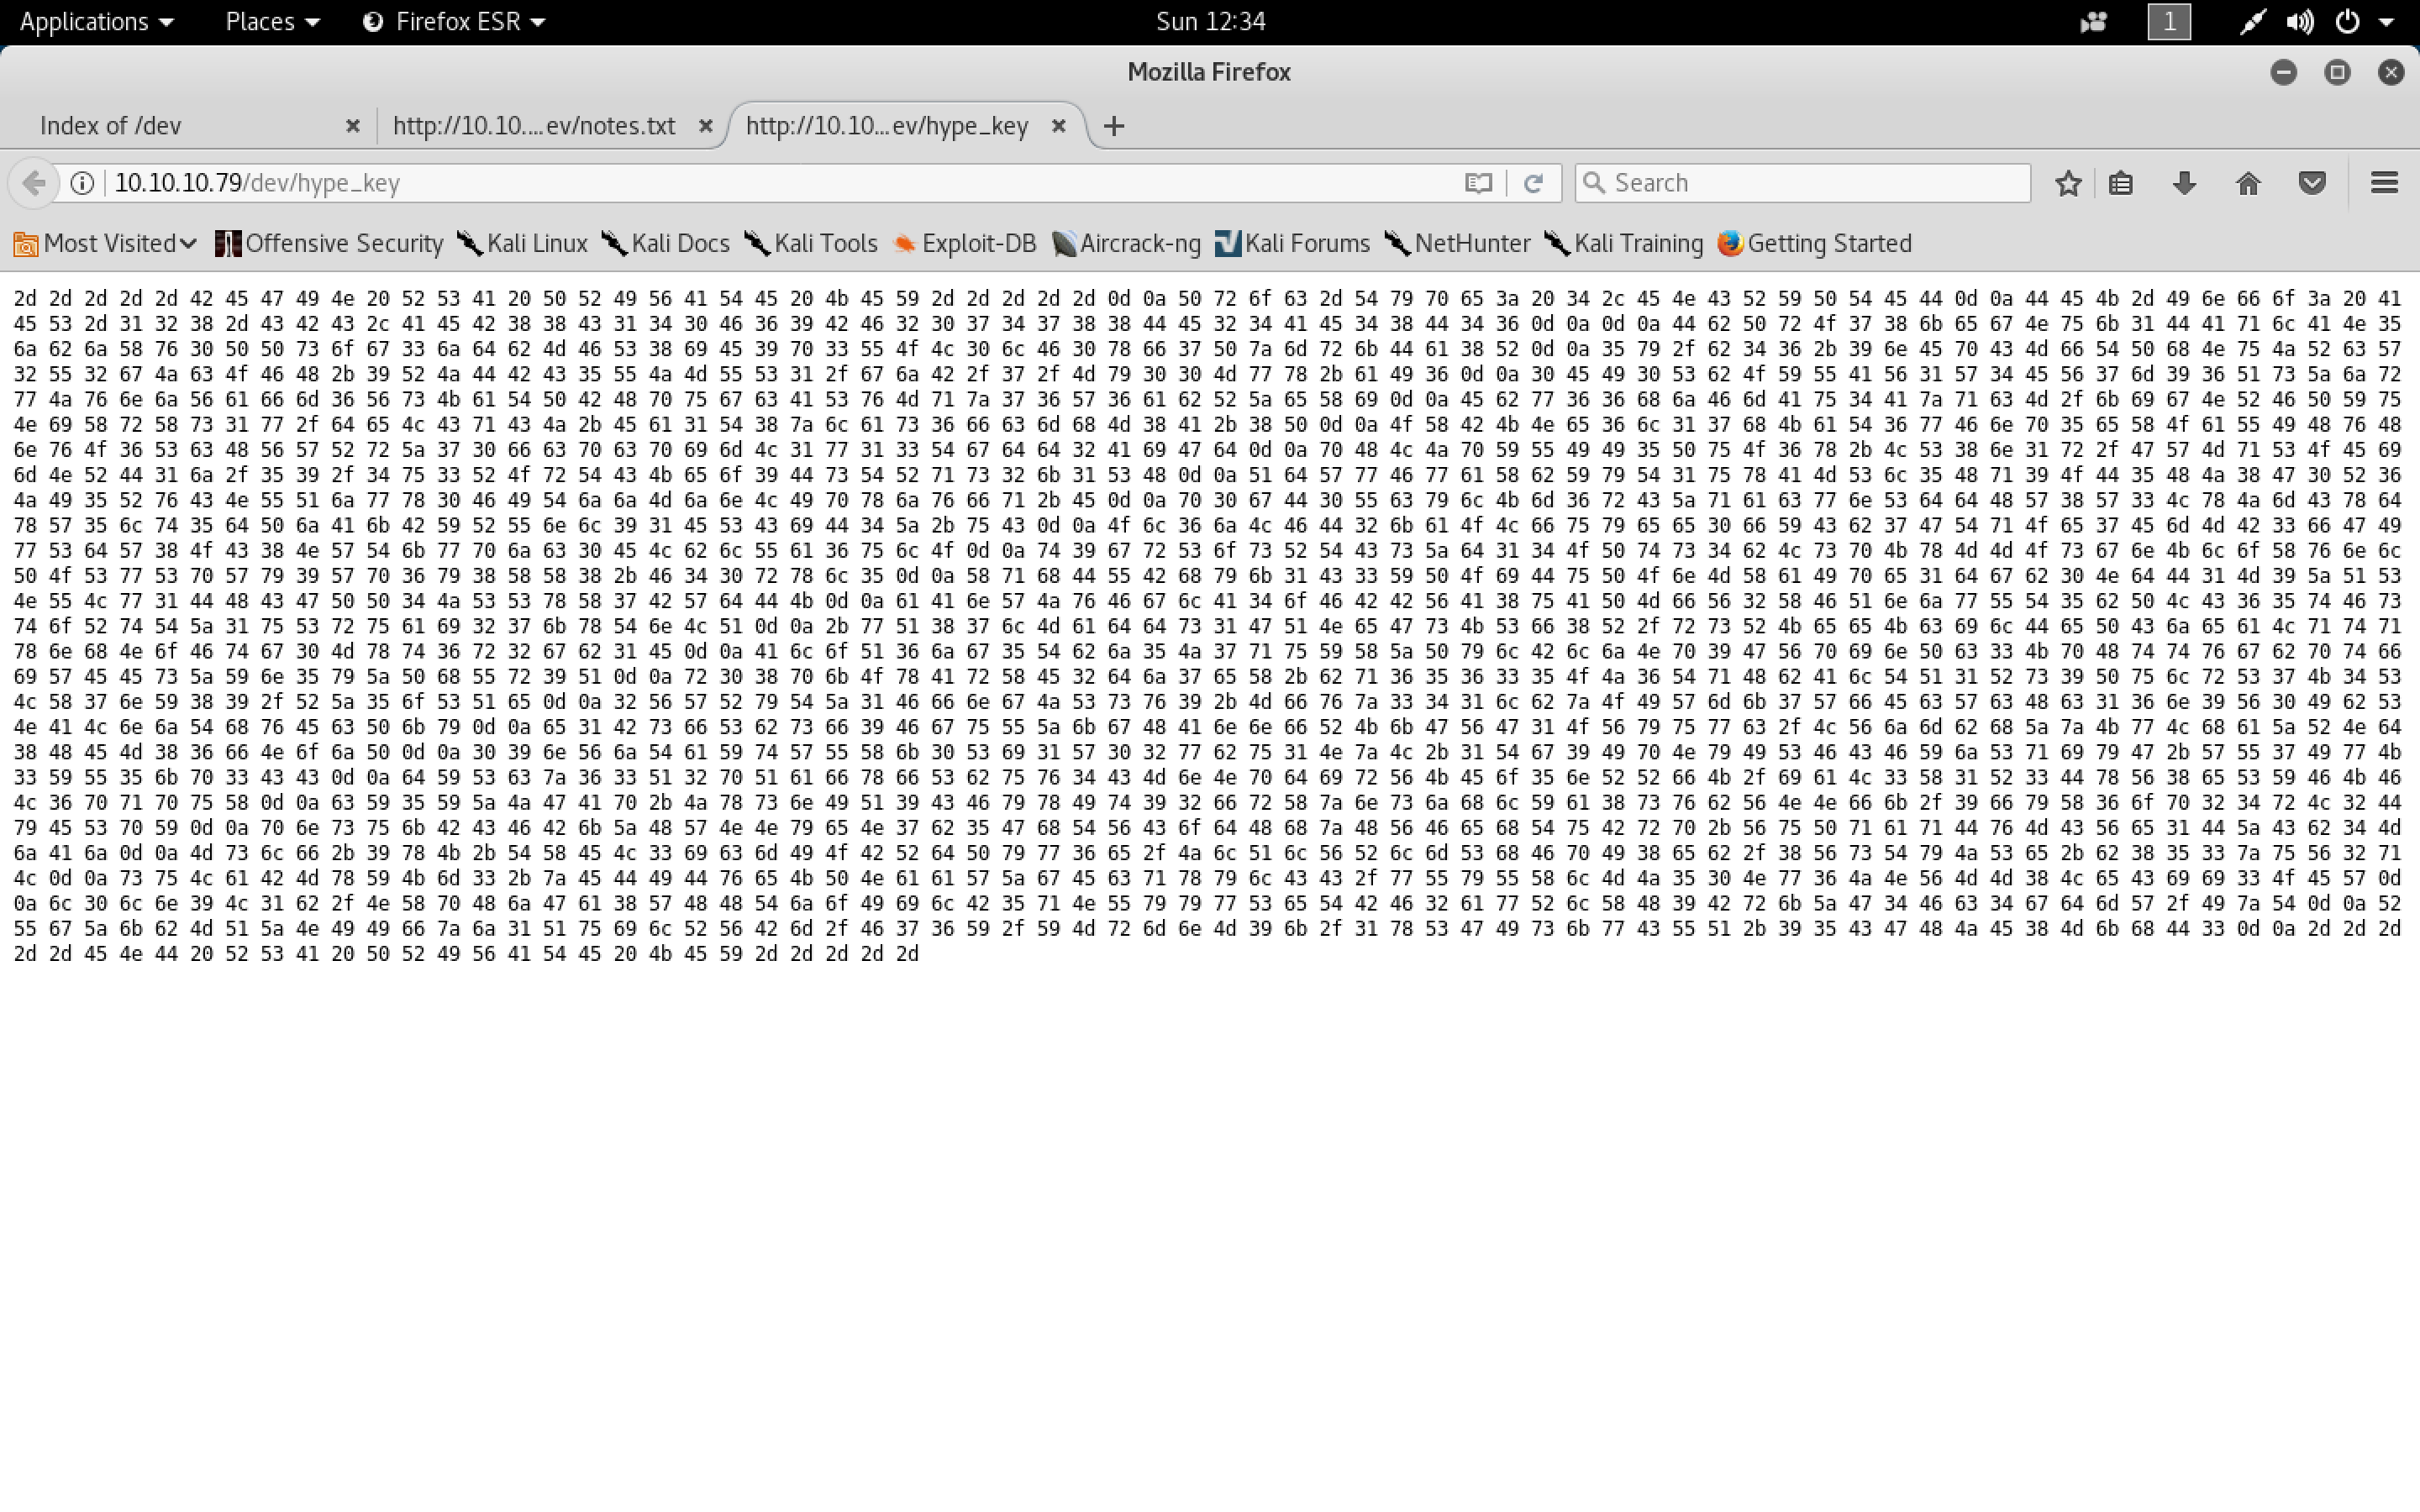 Applications Places Firefox ESR Sun 12:34 1
Mozilla Firefox
Index of /dev http://10.10....ev/notes.txt http://10.10...ev/hype_key
10.10.10.79/dev/hype_key Search
Most Visited Offensive Security Kali Linux Kali Docs Kali Tools Exploit-DB Aircrack-ng Kali Forums NetHunter Kali Training Getting Started
2d 2d 2d 2d 2d 42 45 47 49 4e 20 52 53 41 20 50 52 49 56 41 54 45 20 4b 45 59 2d 2d 2d 2d 2d 0d 0a 50 72 6f 63 2d 54 79 70 65 3a 20 34 2c 45 4e 43 52 59 50 54 45 44 0d 0a 44 45 4b 2d 49 6e 66 6f 3a 20 41
45 53 2d 31 32 38 2d 43 42 43 2c 41 45 42 38 38 43 31 34 30 46 36 39 42 46 32 30 37 34 37 38 38 44 45 32 34 41 45 34 38 44 34 36 0d 0a 0d 0a 44 62 50 72 4f 37 38 6b 65 67 4e 75 6b 31 44 41 71 6c 41 4e 35
6a 62 6a 58 76 30 50 50 73 6f 67 33 6a 64 62 4d 46 53 38 69 45 39 70 33 55 4f 4c 30 6c 46 30 78 66 37 50 7a 6d 72 6b 44 61 38 52 0d 0a 35 79 2f 62 34 36 2b 39 6e 45 70 43 4d 66 54 50 68 4e 75 4a 52 63 57
32 55 32 67 4a 63 4f 46 48 2b 39 52 4a 44 42 43 35 55 4a 4d 55 53 31 2f 67 6a 42 2f 37 2f 4d 79 30 30 4d 77 78 2b 61 49 36 0d 0a 30 45 49 30 53 62 4f 59 55 41 56 31 57 34 45 56 37 6d 39 36 51 73 5a 6a 72
77 4a 76 6e 6a 56 61 66 6d 36 56 73 4b 61 54 50 42 48 70 75 67 63 41 53 76 4d 71 7a 37 36 57 36 61 62 52 5a 65 58 69 0d 0a 45 62 77 36 36 68 6a 46 6d 41 75 34 41 7a 71 63 4d 2f 6b 69 67 4e 52 46 50 59 75
4e 69 58 72 58 73 31 77 2f 64 65 4c 43 71 43 4a 2b 45 61 31 54 38 7a 6c 61 73 36 66 63 6d 68 4d 38 41 2b 38 50 0d 0a 4f 58 42 4b 4e 65 36 6c 31 37 68 4b 61 54 36 77 46 6e 70 35 65 58 4f 61 55 49 48 76 48
6e 76 4f 36 53 63 48 56 57 52 72 5a 37 30 66 63 70 63 70 69 6d 4c 31 77 31 33 54 67 64 64 32 41 69 47 64 0d 0a 70 48 4c 4a 70 59 55 49 49 35 50 75 4f 36 78 2b 4c 53 38 6e 31 72 2f 47 57 4d 71 53 4f 45 69
6d 4e 52 44 31 6a 2f 35 39 2f 34 75 33 52 4f 72 54 43 4b 65 6f 39 44 73 54 52 71 73 32 6b 31 53 48 0d 0a 51 64 57 77 46 77 61 58 62 59 79 54 31 75 78 41 4d 53 6c 35 48 71 39 4f 44 35 48 4a 38 47 30 52 36
4a 49 35 52 76 43 4e 55 51 6a 77 78 30 46 49 54 6a 6a 4d 6a 6e 4c 49 70 78 6a 76 66 71 2b 45 0d 0a 70 30 67 44 30 55 63 79 6c 4b 6d 36 72 43 5a 71 61 63 77 6e 53 64 64 48 57 38 57 33 4c 78 4a 6d 43 78 64
78 57 35 6c 74 35 64 50 6a 41 6b 42 59 52 55 6e 6c 39 31 45 53 43 69 44 34 5a 2b 75 43 0d 0a 4f 6c 36 6a 4c 46 44 32 6b 61 4f 4c 66 75 79 65 65 30 66 59 43 62 37 47 54 71 4f 65 37 45 6d 4d 42 33 66 47 49
77 53 64 57 38 4f 43 38 4e 57 54 6b 77 70 6a 63 30 45 4c 62 6c 55 61 36 75 6c 4f 0d 0a 74 39 67 72 53 6f 73 52 54 43 73 5a 64 31 34 4f 50 74 73 34 62 4c 73 70 4b 78 4d 4d 4f 73 67 6e 4b 6c 6f 58 76 6e 6c
50 4f 53 77 53 70 57 79 39 57 70 36 79 38 58 58 38 2b 46 34 30 72 78 6c 35 0d 0a 58 71 68 44 55 42 68 79 6b 31 43 33 59 50 4f 69 44 75 50 4f 6e 4d 58 61 49 70 65 31 64 67 62 30 4e 64 44 31 4d 39 5a 51 53
4e 55 4c 77 31 44 48 43 47 50 50 34 4a 53 53 78 58 37 42 57 64 44 4b 0d 0a 61 41 6e 57 4a 76 46 67 6c 41 34 6f 46 42 42 56 41 38 75 41 50 4d 66 56 32 58 46 51 6e 6a 77 55 54 35 62 50 4c 43 36 35 74 46 73
74 6f 52 74 54 5a 31 75 53 72 75 61 69 32 37 6b 78 54 6e 4c 51 0d 0a 2b 77 51 38 37 6c 4d 61 64 64 73 31 47 51 4e 65 47 73 4b 53 66 38 52 2f 72 73 52 4b 65 65 4b 63 69 6c 44 65 50 43 6a 65 61 4c 71 74 71
78 6e 68 4e 6f 46 74 67 30 4d 78 74 36 72 32 67 62 31 45 0d 0a 41 6c 6f 51 36 6a 67 35 54 62 6a 35 4a 37 71 75 59 58 5a 50 79 6c 42 6c 6a 4e 70 39 47 56 70 69 6e 50 63 33 4b 70 48 74 74 76 67 62 70 74 66
69 57 45 45 73 5a 59 6e 35 79 5a 50 68 55 72 39 51 0d 0a 72 30 38 70 6b 4f 78 41 72 58 45 32 64 6a 37 65 58 2b 62 71 36 35 36 33 35 4f 4a 36 54 71 48 62 41 6c 54 51 31 52 73 39 50 75 6c 72 53 37 4b 34 53
4c 58 37 6e 59 38 39 2f 52 5a 35 6f 53 51 65 0d 0a 32 56 57 52 79 54 5a 31 46 66 6e 67 4a 53 73 76 39 2b 4d 66 76 7a 33 34 31 6c 62 7a 4f 49 57 6d 6b 37 57 66 45 63 57 63 48 63 31 36 6e 39 56 30 49 62 53
4e 41 4c 6e 6a 54 68 76 45 63 50 6b 79 0d 0a 65 31 42 73 66 53 62 73 66 39 46 67 75 55 5a 6b 67 48 41 6e 6e 66 52 4b 6b 47 56 47 31 4f 56 79 75 77 63 2f 4c 56 6a 6d 62 68 5a 7a 4b 77 4c 68 61 5a 52 4e 64
38 48 45 4d 38 36 66 4e 6f 6a 50 0d 0a 30 39 6e 56 6a 54 61 59 74 57 55 58 6b 30 53 69 31 57 30 32 77 62 75 31 4e 7a 4c 2b 31 54 67 39 49 70 4e 79 49 53 46 43 46 59 6a 53 71 69 79 47 2b 57 55 37 49 77 4b
33 59 55 35 6b 70 33 43 43 0d 0a 64 59 53 63 7a 36 33 51 32 70 51 61 66 78 66 53 62 75 76 34 43 4d 6e 4e 70 64 69 72 56 4b 45 6f 35 6e 52 52 66 4b 2f 69 61 4c 33 58 31 52 33 44 78 56 38 65 53 59 46 4b 46
4c 36 70 71 70 75 58 0d 0a 63 59 35 59 5a 4a 47 41 70 2b 4a 78 73 6e 49 51 39 43 46 79 78 49 74 39 32 66 72 58 7a 6e 73 6a 68 6c 59 61 38 73 76 62 56 4e 4e 66 6b 2f 39 66 79 58 36 6f 70 32 34 72 4c 32 44
79 45 53 70 59 0d 0a 70 6e 73 75 6b 42 43 46 42 6b 5a 48 57 4e 4e 79 65 4e 37 62 35 47 68 54 56 43 6f 64 48 68 7a 48 56 46 65 68 54 75 42 72 70 2b 56 75 50 71 61 71 44 76 4d 43 56 65 31 44 5a 43 62 34 4d
6a 41 6a 0d 0a 4d 73 6c 66 2b 39 78 4b 2b 54 58 45 4c 33 69 63 6d 49 4f 42 52 64 50 79 77 36 65 2f 4a 6c 51 6c 56 52 6c 6d 53 68 46 70 49 38 65 62 2f 38 56 73 54 79 4a 53 65 2b 62 38 35 33 7a 75 56 32 71
4c 0d 0a 73 75 4c 61 42 4d 78 59 4b 6d 33 2b 7a 45 44 49 44 76 65 4b 50 4e 61 61 57 5a 67 45 63 71 78 79 6c 43 43 2f 77 55 79 55 58 6c 4d 4a 35 30 4e 77 36 4a 4e 56 4d 4d 38 4c 65 43 69 69 33 4f 45 57 0d
0a 6c 30 6c 6e 39 4c 31 62 2f 4e 58 70 48 6a 47 61 38 57 48 48 54 6a 6f 49 69 6c 42 35 71 4e 55 79 79 77 53 65 54 42 46 32 61 77 52 6c 58 48 39 42 72 6b 5a 47 34 46 63 34 67 64 6d 57 2f 49 7a 54 0d 0a 52
55 67 5a 6b 62 4d 51 5a 4e 49 49 66 7a 6a 31 51 75 69 6c 52 56 42 6d 2f 46 37 36 59 2f 59 4d 72 6d 6e 4d 39 6b 2f 31 78 53 47 49 73 6b 77 43 55 51 2b 39 35 43 47 48 4a 45 38 4d 6b 68 44 33 0d 0a 2d 2d 2d
2d 2d 45 4e 44 20 52 53 41 20 50 52 49 56 41 54 45 20 4b 45 59 2d 2d 2d 2d 2d